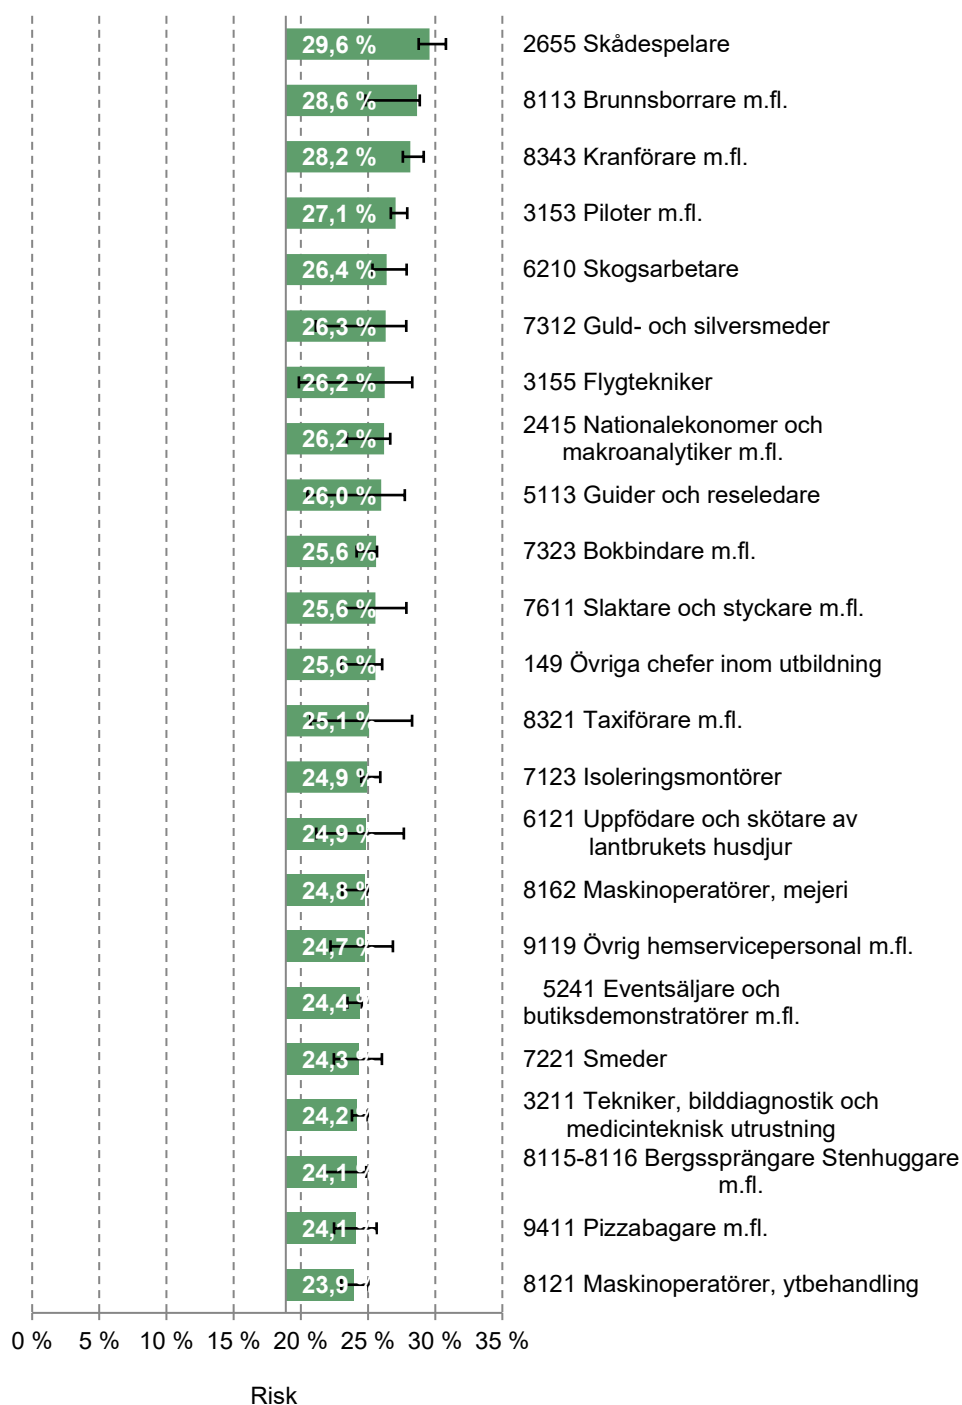 29,6 % 2655 Skådespelare
28,6 % 8113 Brunnsborrare m.fl.
28,2 % 8343 Kranförare m.fl.
27,1 % 3153 Piloter m.fl.
26,4 % 6210 Skogsarbetare
26,3 % 7312 Guld- och silversmeder
26,2 % 3155 Flygtekniker
26,2 % 2415 Nationalekonomer och
makroanalytiker m.fl.
26,0 % 5113 Guider och reseledare
25,6 % 7323 Bokbindare m.fl.
25,6 % 7611 Slaktare och styckare m.fl.
25,6 % 149 Övriga chefer inom utbildning
25,1 % 8321 Taxiförare m.fl.
24,9 % 7123 Isoleringsmontörer
24,9 % 6121 Uppfödare och skötare av
lantbrukets husdjur
24,8 % 8162 Maskinoperatörer, mejeri
24,7 % 9119 Övrig hemservicepersonal m.fl.
24,4 % 5241 Eventsäljare och
butiksdemonstratörer m.fl.
24,3 % 7221 Smeder
24,2 % 3211 Tekniker, bilddiagnostik och
medicinteknisk utrustning
24,1 % 8115-8116 Bergssprängare Stenhuggare
m.fl.
24,1 % 9411 Pizzabagare m.fl.
23,9 % 8121 Maskinoperatörer, ytbehandling
0 % 5 % 10 % 15 % 20 % 25 % 30 % 35 %
Risk